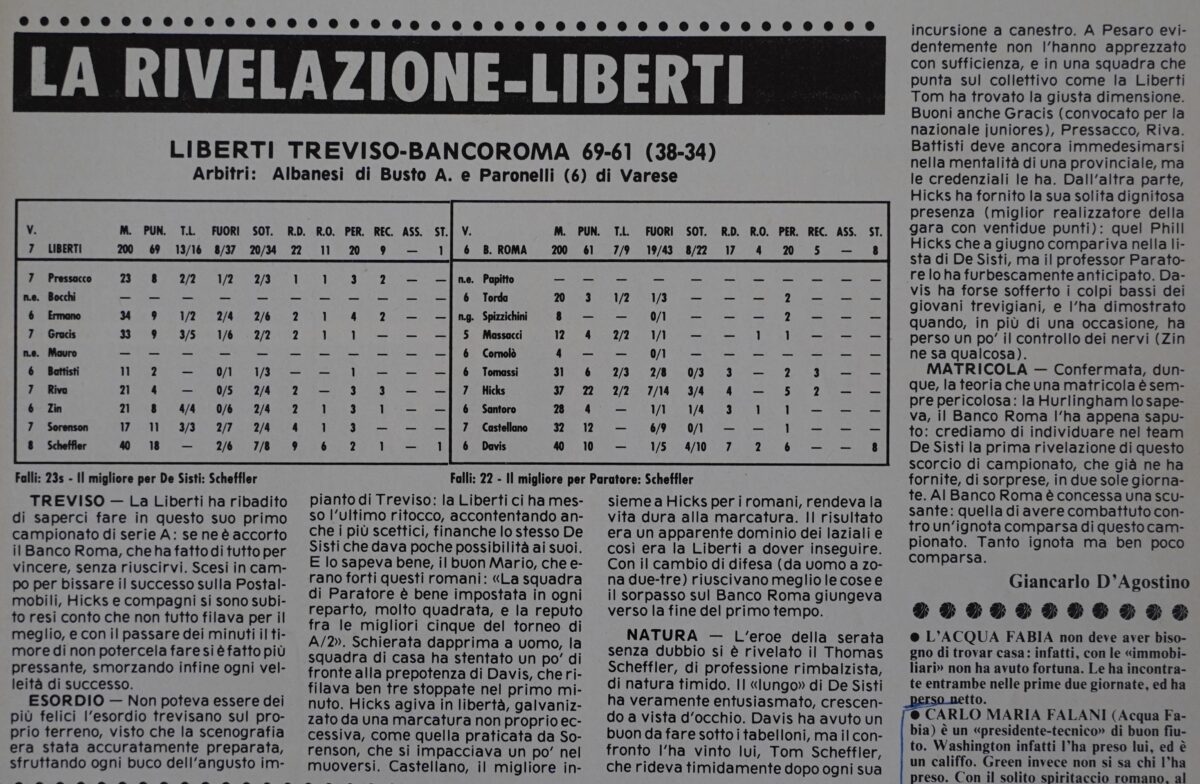 LA RIVELAZIONE-LIBERTI
LIBERTI TREVISO-BANCOROMA 69-61 (38-34)
Arbitri: Albanesi di Busto A. e Paronelli (6) di Varese
V. M. PUN. T.L. FUORI SOT. R.D. R.O. PER. REC. ASS. ST.
7 LIBERTI 200 69 13/16 8/37 20/34 22 11 20 9 — 1
7 Pressacco 23 8 2/2 1/2 2/3 1 1 3 2 — —
n.e. Bocchi — — — — — — — — — — —
6 Ermano 34 9 1/2 2/4 2/6 2 1 4 2 — —
7 Gracis 33 9 3/5 1/6 2/2 2 1 1 — — —
n.e. Mauro — — — — — — — — — — —
6 Battisti 11 2 — 0/1 1/3 — — 1 — — —
7 Riva 21 4 — 0/5 2/4 2 — 3 3 — —
6 Zin 21 8 4/4 0/6 2/4 2 1 3 1 — —
7 Sorenson 17 11 3/3 2/7 2/4 4 1 3 — — —
8 Scheffler 40 18 — 2/6 7/8 9 6 2 1 — 1
Falli: 23s - Il migliore per De Sisti: Scheffler
V. M. PUN. T.L. FUORI SOT. R.D. R.O. PER. REC. ASS. ST.
6 B. ROMA 200 61 7/9 19/43 8/22 17 4 20 5 — 8
n.e. Papitto — — — — — — — — — — —
6 Torda 20 3 1/2 1/3 — — — 2 — — —
n.g. Spizzichini 8 — — 0/1 — — — 2 — — —
5 Massacci 12 4 2/2 1/1 — — 1 1 — — —
6 Cornolò 4 — — 0/1 — — — — — — —
6 Tomassi 31 6 2/3 2/8 0/3 3 — 2 3 — —
7 Hicks 37 22 2/2 7/14 3/4 4 — 5 2 — —
6 Santoro 28 4 — 1/1 1/4 3 1 1 — — —
7 Castellano 32 12 — 6/9 0/1 — — 1 — — —
6 Davis 40 10 — 1/5 4/10 7 2 6 — — 8
Falli: 22 - Il migliore per Paratore: Scheffler
TREVISO — La Liberti ha ribadito
di saperci fare in questo suo primo
campionato di serie A: se ne è accorto
il Banco Roma, che ha fatto di tutto per
vincere, senza riuscirvi. Scesi in cam-
po per bissare il successo sulla Postal-
mobili, Hicks e compagni si sono subi-
to resi conto che non tutto filava per il
meglio, e con il passare dei minuti il ti-
more di non potercela fare si è fatto più
pressante, smorzando infine ogni vel-
leità di successo.
ESORDIO — Non poteva essere dei
più felici l'esordio trevisano sul pro-
prio terreno, visto che la scenografia
era stata accuratamente preparata,
sfruttando ogni buco dell'angusto im-
pianto di Treviso: la Liberti ci ha mes-
so l'ultimo ritocco, accontentando an-
che i più scettici, finanche lo stesso De
Sisti che dava poche possibilità ai suoi.
E lo sapeva bene, il buon Mario, che e-
rano forti questi romani: «La squadra
di Paratore è bene impostata in ogni
reparto, molto quadrata, e la reputo
fra le migliori cinque del torneo di
A/2». Schierata dapprima a uomo, la
squadra di casa ha stentato un po' di
fronte alla prepotenza di Davis, che ri-
filava ben tre stoppate nel primo mi-
nuto. Hicks agiva in libertà, galvaniz-
zato da una marcatura non proprio ec-
cessiva, come quella praticata da So-
renson, che si impacciava un po' nel
muoversi. Castellano, il migliore in-
sieme a Hicks per i romani, rendeva la
vita dura alla marcatura. Il risultato
era un apparente dominio dei laziali e
così era la Liberti a dover inseguire.
Con il cambio di difesa (da uomo a zo-
na due-tre) riuscivano meglio le cose e
il sorpasso sul Banco Roma giungeva
verso la fine del primo tempo.
NATURA — L'eroe della serata
senza dubbio si è rivelato il Thomas
Scheffler, di professione rimbalzista,
di natura timido. Il «lungo» di De Sisti
ha veramente entusiasmato, crescen-
do a vista d'occhio. Davis ha avuto un
buon da fare sotto i tabelloni, ma il con-
fronto l'ha vinto lui, Tom Scheffler,
che rideva timidamente dopo ogni sua
incursione a canestro. A Pesaro evi-
dentemente non l'hanno apprezzato
con sufficienza, e in una squadra che
punta sul collettivo come la Liberti
Tom ha trovato la giusta dimensione.
Buoni anche Gracis (convocato per la
nazionale juniores), Pressacco, Riva.
Battisti deve ancora immedesimarsi
nella mentalità di una provinciale, ma
le credenziali le ha. Dall'altra parte,
Hicks ha fornito la sua solita dignitosa
presenza (miglior realizzatore della
gara con ventidue punti): quel Phill
Hicks che a giugno compariva nella li-
sta di De Sisti, ma il professor Parato-
re lo ha furbescamente anticipato. Da-
vis ha forse sofferto i colpi bassi dei
giovani trevigiani, e l'ha dimostrato
quando, in più di una occasione, ha
perso un po' il controllo dei nervi (Zin
ne sa qualcosa).
MATRICOLA — Confermata, dun-
que, la teoria che una matricola è sem-
pre pericolosa: la Hurlingham lo sape-
va, il Banco Roma l'ha appena sapu-
to: crediamo di individuare nel team
De Sisti la prima rivelazione di questo
scorcio di campionato, che già ne ha
fornite, di sorprese, in due sole giorna-
te. Al Banco Roma è concessa una scu-
sante: quella di avere combattuto con-
tro un'ignota comparsa di questo cam-
pionato. Tanto ignota ma ben poco
comparsa.
Giancarlo D'Agostino
● L'ACQUA FABIA non deve aver biso-
gno di trovar casa: infatti, con le «immobi-
liari» non ha avuto fortuna. Le ha incontra-
te entrambe nelle prime due giornate, ed ha
perso netto.
● CARLO MARIA FALANI (Acqua Fa-
bia) è un «presidente-tecnico» di buon fiu-
to. Washington infatti l'ha preso lui, ed è
un califfo. Green invece non si sa chi l'ha
preso. Con il solito spiritaccio romano, al